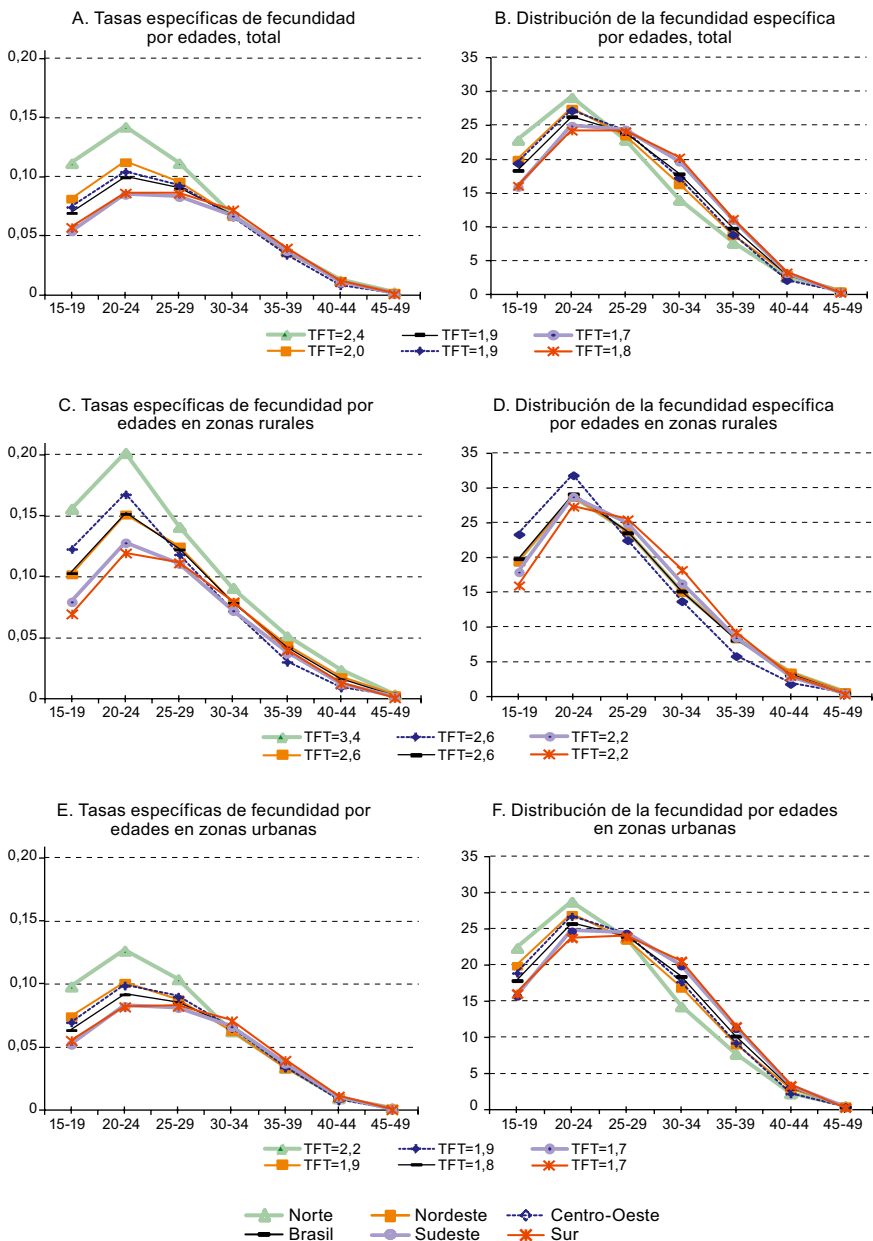 A. Tasas específicas de fecundidad
por edades, total
0,20
0,15
0,10
0,05
0
15-19 20-24 25-29 30-34 35-39 40-44 45-49
B. Distribución de la fecundidad específica
por edades, total
35
30
25
20
15
10
5
0
15-19 20-24 25-29 30-34 35-39 40-44 45-49
TFT=2,4 TFT=1,9 TFT=1,7
TFT=2,0 TFT=1,9 TFT=1,8
C. Tasas específicas de fecundidad por
edades en zonas rurales
0,20
0,15
0,10
0,05
0
15-19 20-24 25-29 30-34 35-39 40-44 45-49
D. Distribución de la fecundidad específica
por edades en zonas rurales
35
30
25
20
15
10
5
0
15-19 20-24 25-29 30-34 35-39 40-44 45-49
TFT=3,4 TFT=2,6 TFT=2,2
TFT=2,6 TFT=2,6 TFT=2,2
E. Tasas específicas de fecundidad por
edades en zonas urbanas
0,20
0,15
0,10
0,05
0
15-19 20-24 25-29 30-34 35-39 40-44 45-49
F. Distribución de la fecundidad por edades
en zonas urbanas
35
30
25
20
15
10
5
0
15-19 20-24 25-29 30-34 35-39 40-44 45-49
TFT=2,2 TFT=1,9 TFT=1,7
TFT=1,9 TFT=1,8 TFT=1,7
Norte Nordeste Centro-Oeste
Brasil Sudeste Sur